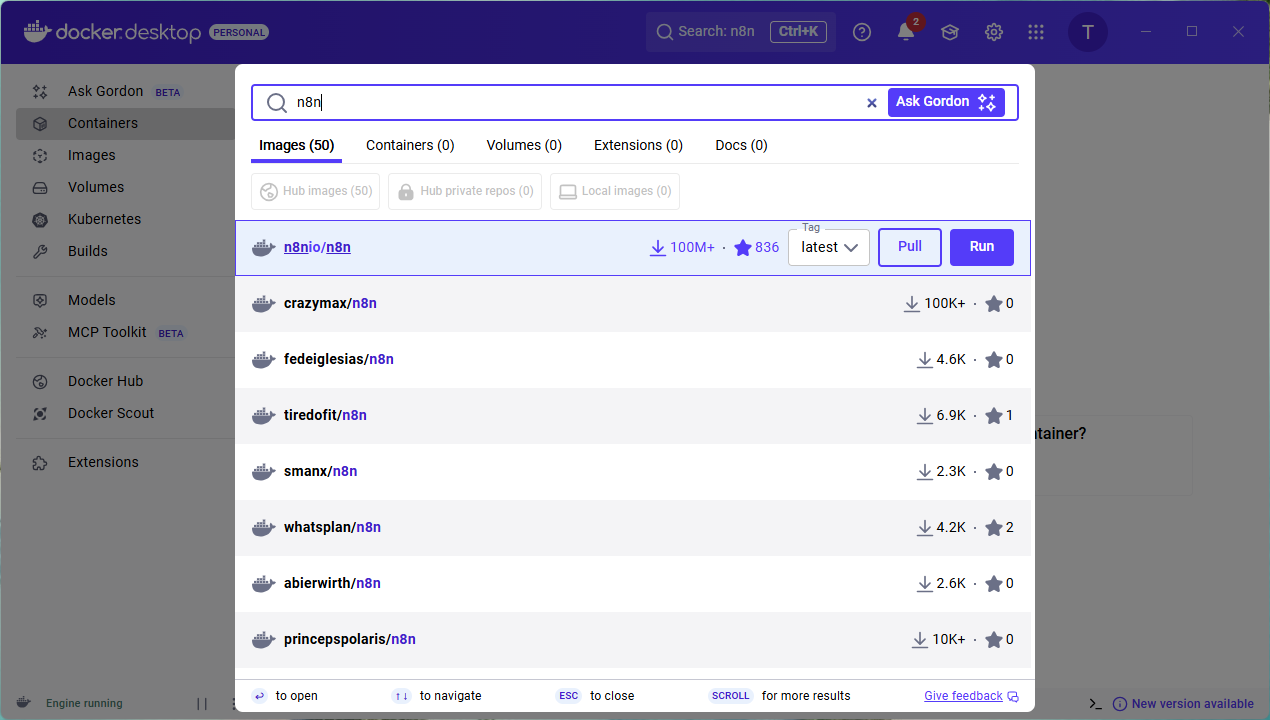 docker.desktop PERSONAL Search: n8n Ctrl+K 2 T
n8n Ask Gordon
Images (50) Containers (0) Volumes (0) Extensions (0) Docs (0)
Hub images (50) Hub private repos (0) Local images (0)
Tag
n8nio/n8n 100M+ · 836 latest Pull Run
crazymax/n8n 100K+ · 0
fedeiglesias/n8n 4.6K · 0
tiredofit/n8n 6.9K · 1
smanx/n8n 2.3K · 0
whatsplan/n8n 4.2K · 2
abierwirth/n8n 2.6K · 0
princepspolaris/n8n 10K+ · 0
↩ to open ↑↓ to navigate ESC to close SCROLL for more results Give feedback
Ask Gordon BETA
Containers
Images
Volumes
Kubernetes
Builds
Models
MCP Toolkit BETA
Docker Hub
Docker Scout
Extensions
ntainer?
Engine running
New version available